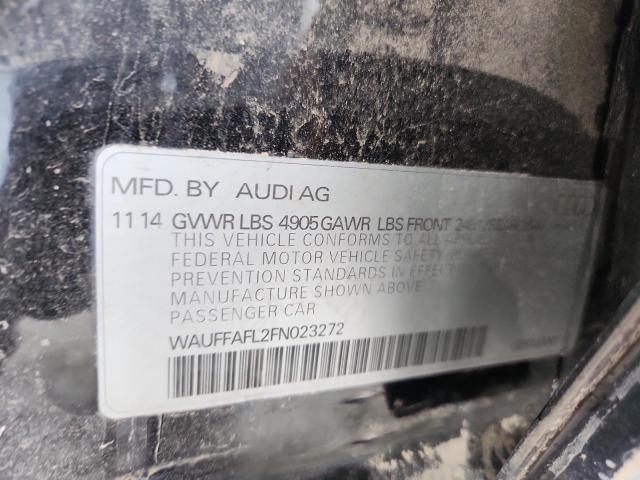 MFD. BY AUDI AG
11 14 GVWR LBS 4905 GAWR LBS FRONT
THIS VEHICLE CONFORMS TO ALL
FEDERAL MOTOR VEHICLE SAFETY
PREVENTION STANDARDS IN EFFECT
MANUFACTURE SHOWN ABOVE
PASSENGER CAR
WAUFFAFL2FN023272